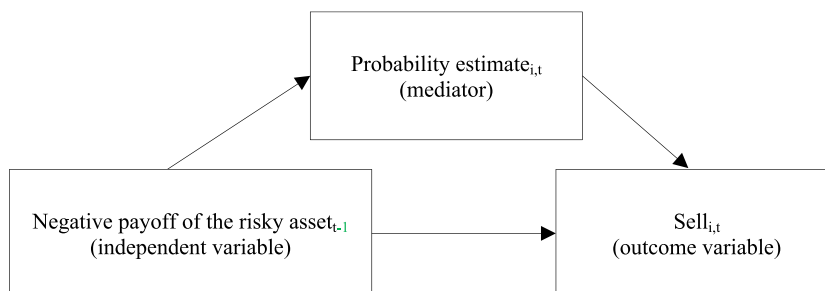 Probability estimatei,t
(mediator)
Negative payoff of the risky assett-1
(independent variable)
Selli,t
(outcome variable)